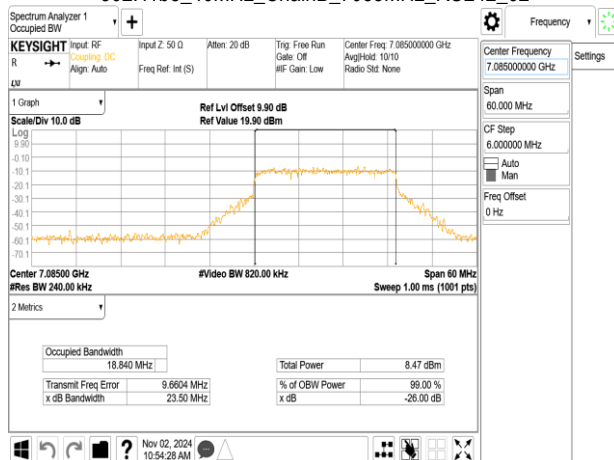 Spectrum Analyzer 1
Occupied BW
Frequency
KEYSIGHT
R
Input: RF
Coupling: DC
Align: Auto
Input Z: 50 Ω
Freq Ref: Int (S)
Atten: 20 dB
Trig: Free Run
Gate: Off
#IF Gain: Low
Center Freq: 7.085000000 GHz
Avg|Hold: 10/10
Radio Std: None
LXI
Center Frequency
7.085000000 GHz
Settings
Span
60.000 MHz
CF Step
6.000000 MHz
Auto
Man
Freq Offset
0 Hz
1 Graph
Scale/Div 10.0 dB
Ref Lvl Offset 9.90 dB
Ref Value 19.90 dBm
Log
9.90
-0.10
-10.1
-20.1
-30.1
-40.1
-50.1
-60.1
-70.1
Center 7.08500 GHz
#Res BW 240.00 kHz
#Video BW 820.00 kHz
Span 60 MHz
Sweep 1.00 ms (1001 pts)
2 Metrics
Occupied Bandwidth
18.840 MHz
Transmit Freq Error 9.6604 MHz
x dB Bandwidth 23.50 MHz
Total Power 8.47 dBm
% of OBW Power 99.00 %
x dB -26.00 dB
Nov 02, 2024
10:54:28 AM